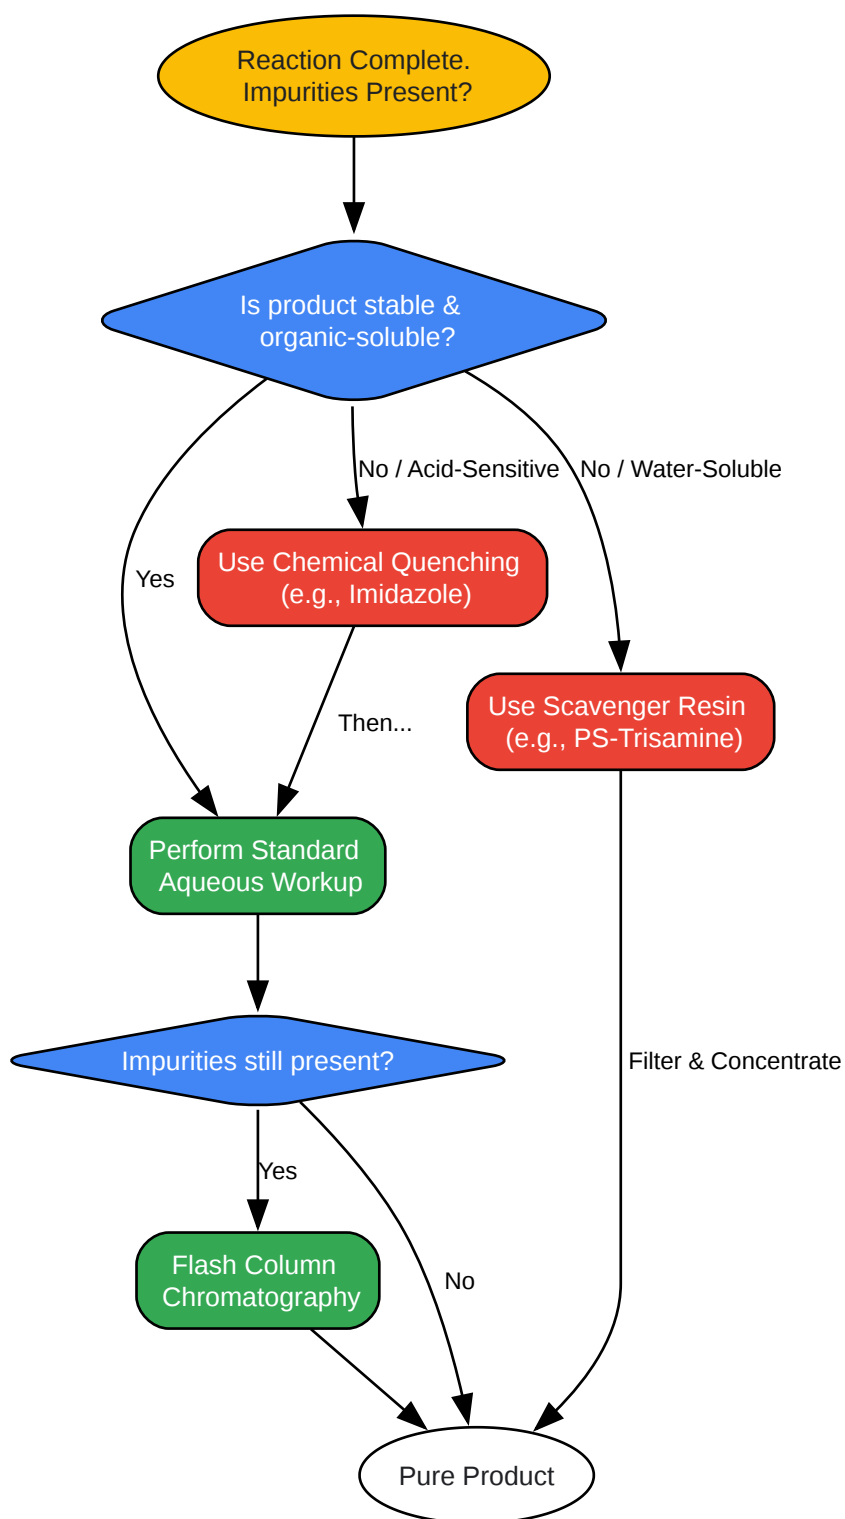 Reaction Complete.
Impurities Present?
Is product stable &
organic-soluble?
No / Acid-Sensitive
No / Water-Soluble
Use Chemical Quenching
(e.g., Imidazole)
Yes
Use Scavenger Resin
(e.g., PS-Trisamine)
Then...
Perform Standard
Aqueous Workup
Impurities still present?
Filter & Concentrate
Yes
Flash Column
Chromatography
No
Pure Product